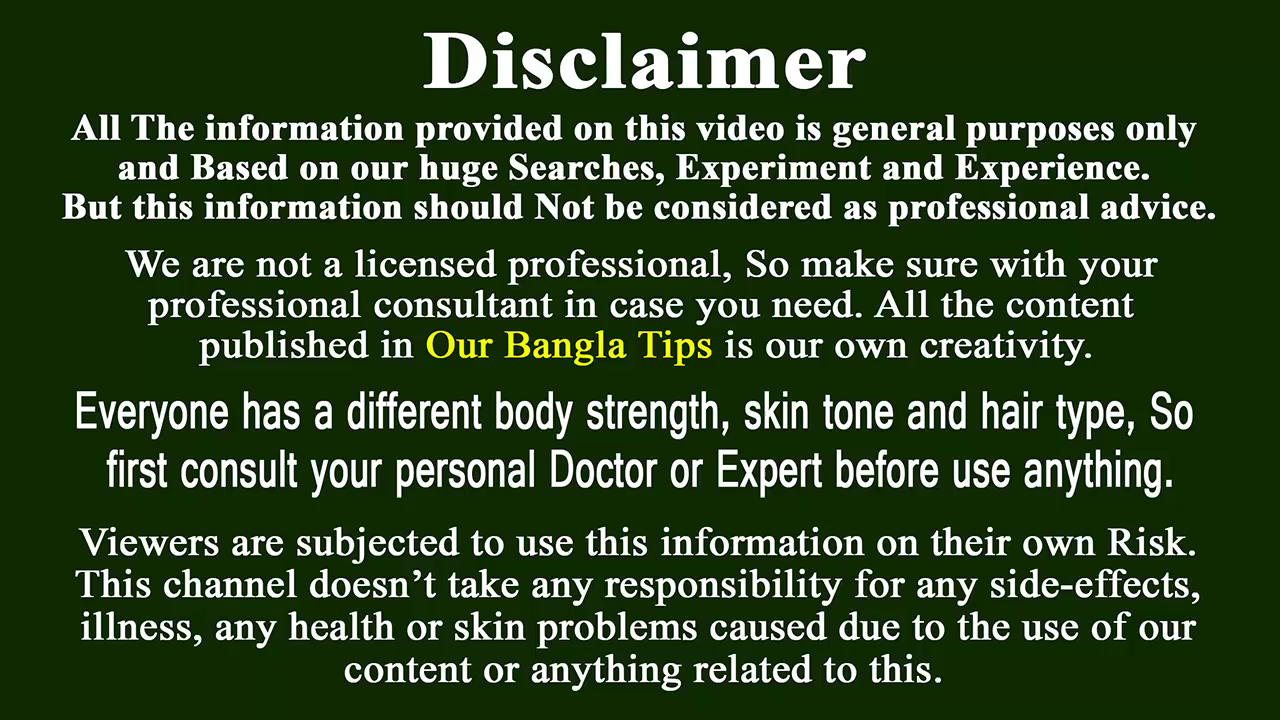 Disclaimer
All The information provided on this video is general purposes only
and Based on our huge Searches, Experiment and Experience.
But this information should Not be considered as professional advice.
We are not a licensed professional, So make sure with your
professional consultant in case you need. All the content
published in Our Bangla Tips is our own creativity.
Everyone has a different body strength, skin tone and hair type, So
first consult your personal Doctor or Expert before use anything.
Viewers are subjected to use this information on their own Risk.
This channel doesn’t take any responsibility for any side-effects,
illness, any health or skin problems caused due to the use of our
content or anything related to this.